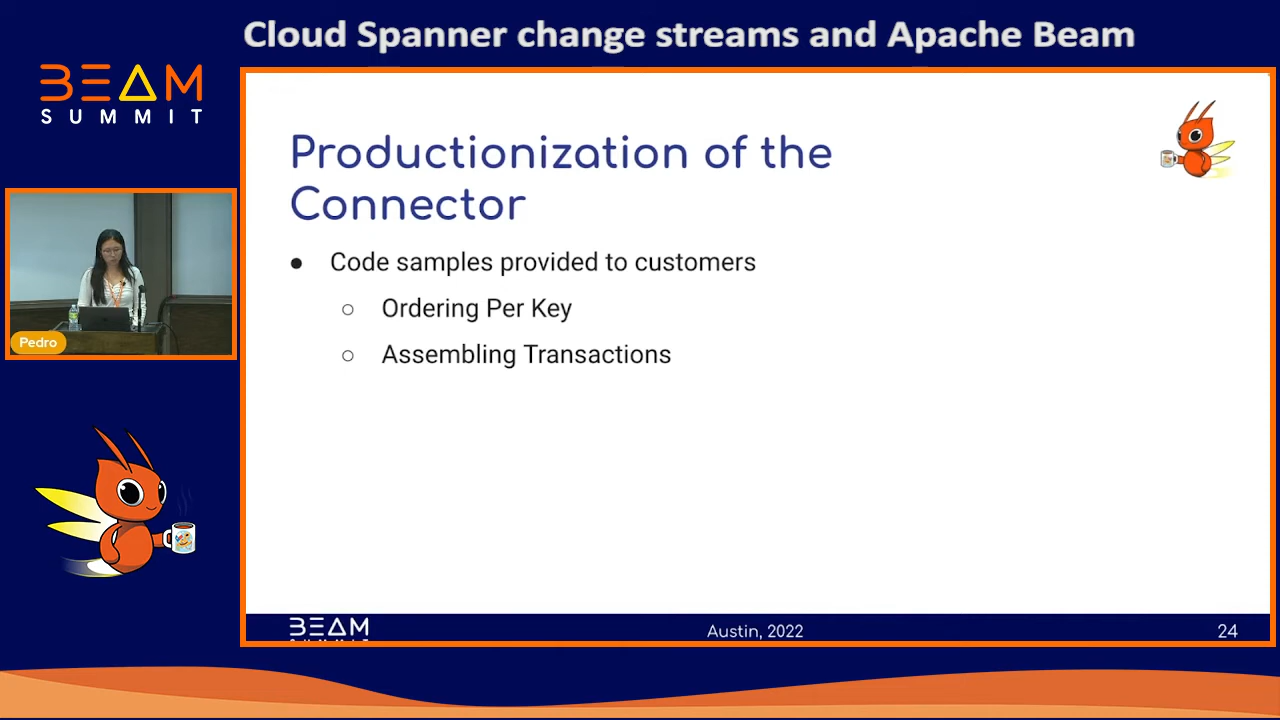 Cloud Spanner change streams and Apache Beam
BEAM
SUMMIT
Productionization of the
Connector
● Code samples provided to customers
○ Ordering Per Key
○ Assembling Transactions
Pedro
BEAM
Austin, 2022
24